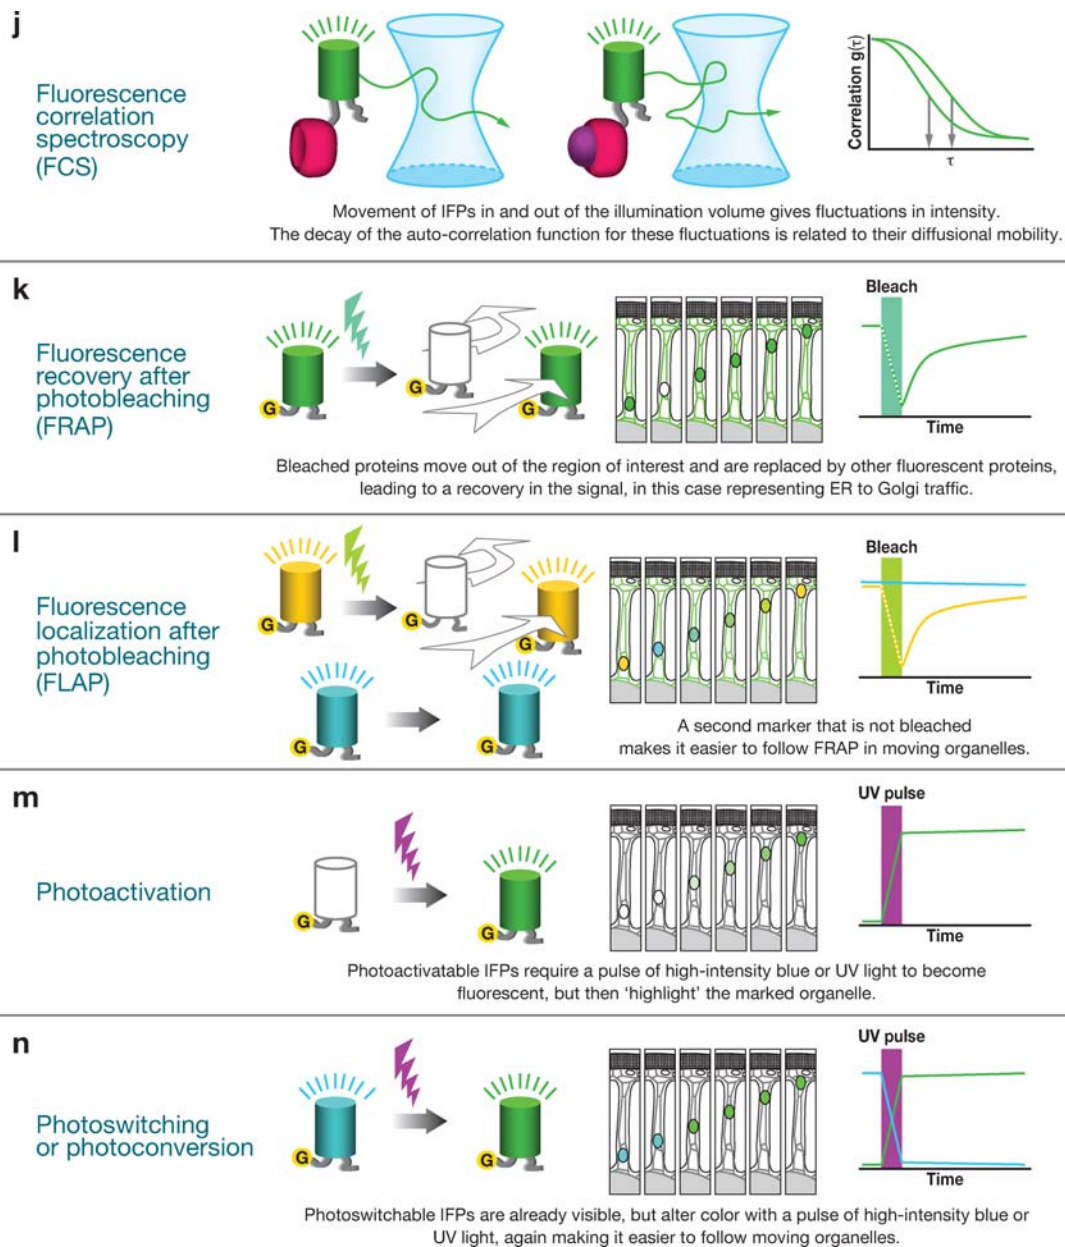 j
Fluorescence
correlation
spectroscopy
(FCS)
Correlation g(τ)
τ
Movement of IFPs in and out of the illumination volume gives fluctuations in intensity.
The decay of the auto-correlation function for these fluctuations is related to their diffusional mobility.
k
Fluorescence
recovery after
photobleaching
(FRAP)
G
G
G
Bleach
Time
Bleached proteins move out of the region of interest and are replaced by other fluorescent proteins,
leading to a recovery in the signal, in this case representing ER to Golgi traffic.
l
Fluorescence
localization after
photobleaching
(FLAP)
G
G
G
G
G
Bleach
Time
A second marker that is not bleached
makes it easier to follow FRAP in moving organelles.
m
Photoactivation
G
G
UV pulse
Time
Photoactivatable IFPs require a pulse of high-intensity blue or UV light to become
fluorescent, but then ‘highlight’ the marked organelle.
n
Photoswitching
or photoconversion
G
G
UV pulse
Time
Photoswitchable IFPs are already visible, but alter color with a pulse of high-intensity blue or
UV light, again making it easier to follow moving organelles.